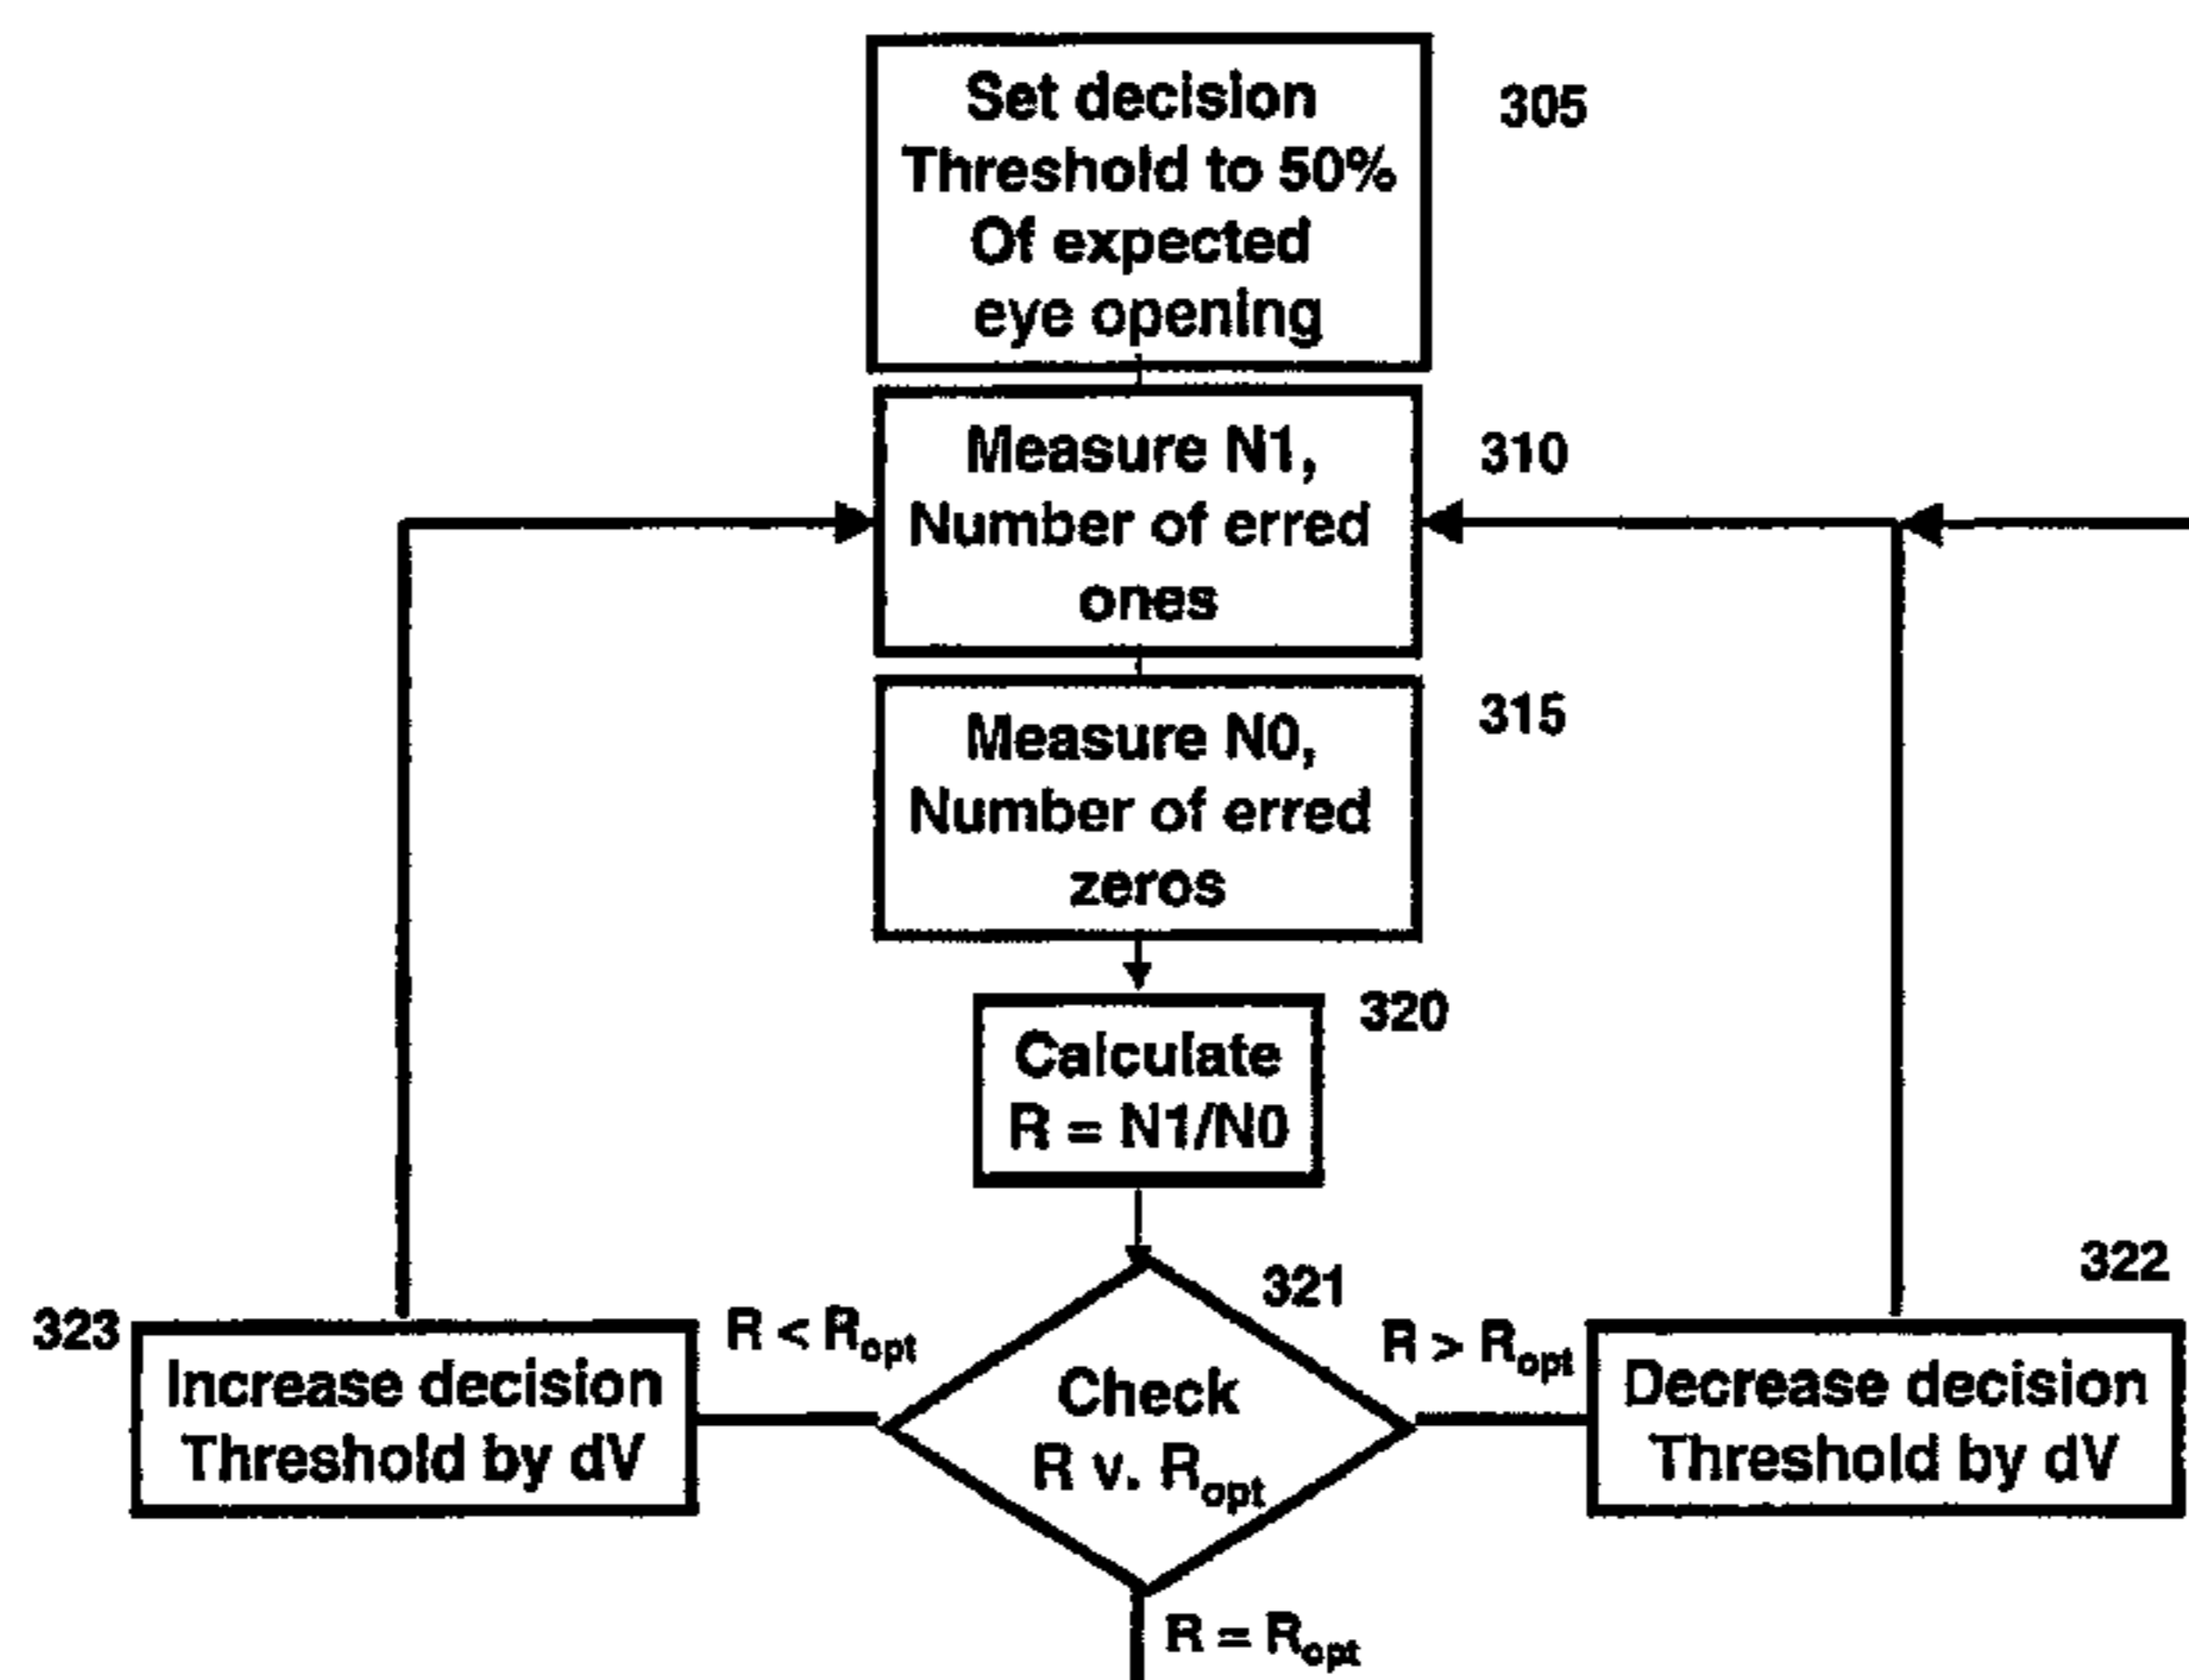 Set decision
Threshold to 50%
Of expected
eye opening
305
Measure N1,
Number of erred
ones
310
Measure N0,
Number of erred
zeros
315
Calculate
R = N1/N0
320
321
Check
R v. Ropt
R < Ropt
R > Ropt
323
Increase decision
Threshold by dV
322
Decrease decision
Threshold by dV
R = Ropt